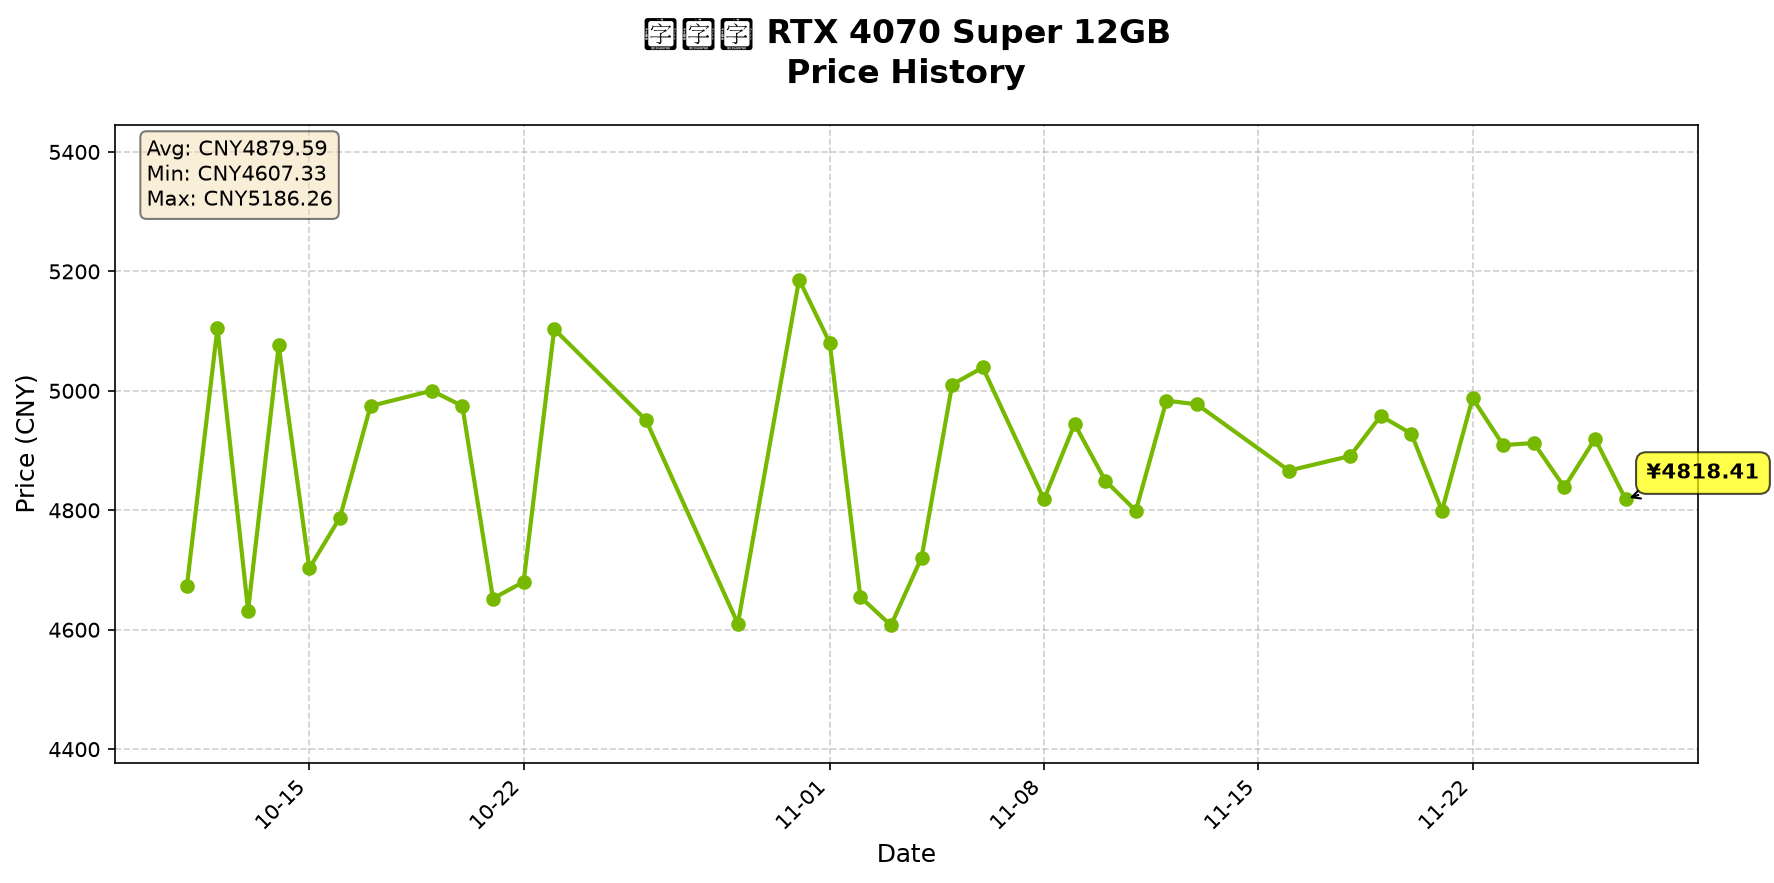 RTX 4070 Super 12GB
Price History
Avg: CNY4879.59
Min: CNY4607.33
Max: CNY5186.26
5400
5200
5000
4800
4600
4400
Price (CNY)
¥4818.41
10-15
10-22
11-01
11-08
11-15
11-22
Date